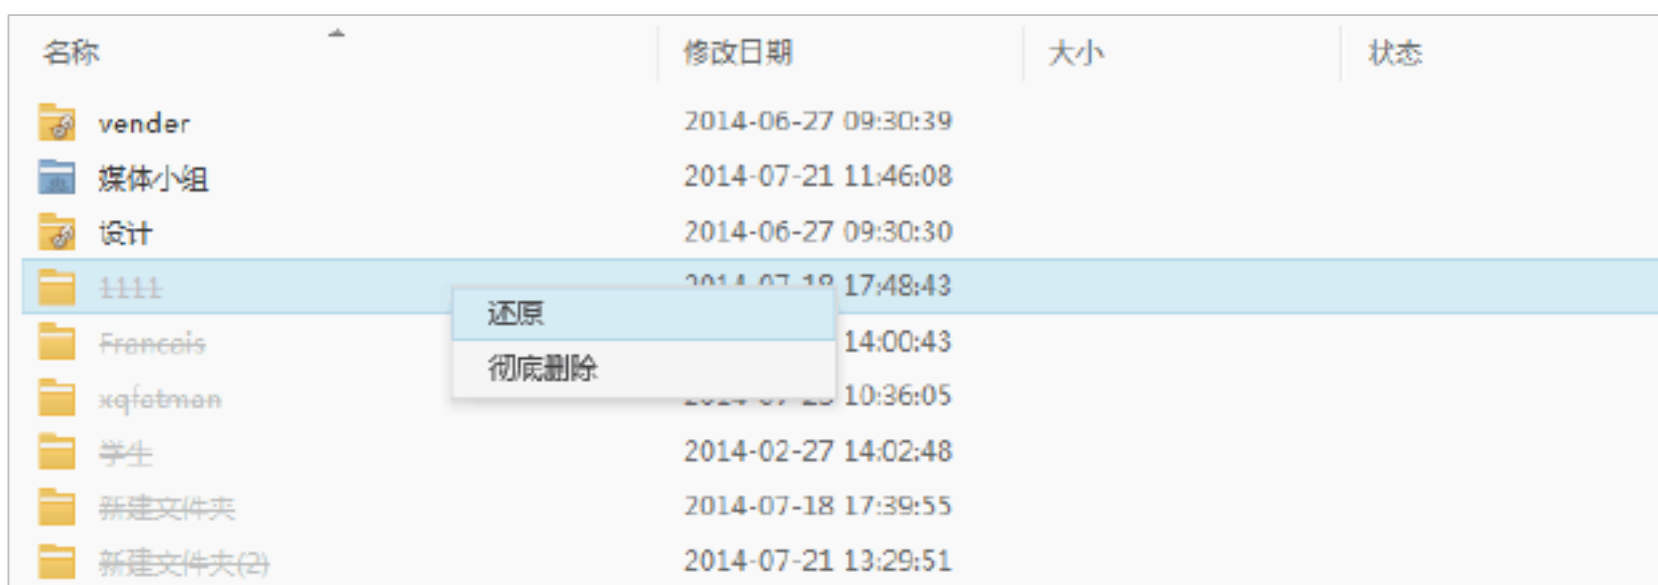 名称 修改日期 大小 状态
vender 2014-06-27 09:30:39
媒体小组 2014-07-21 11:46:08
设计 2014-06-27 09:30:30
1111 2014-07-18 17:48:43
还原
Francais 14:00:43
彻底删除
xqfatman 10:36:05
学生 2014-02-27 14:02:48
新建文件夹 2014-07-18 17:39:55
新建文件夹(2) 2014-07-21 13:29:51